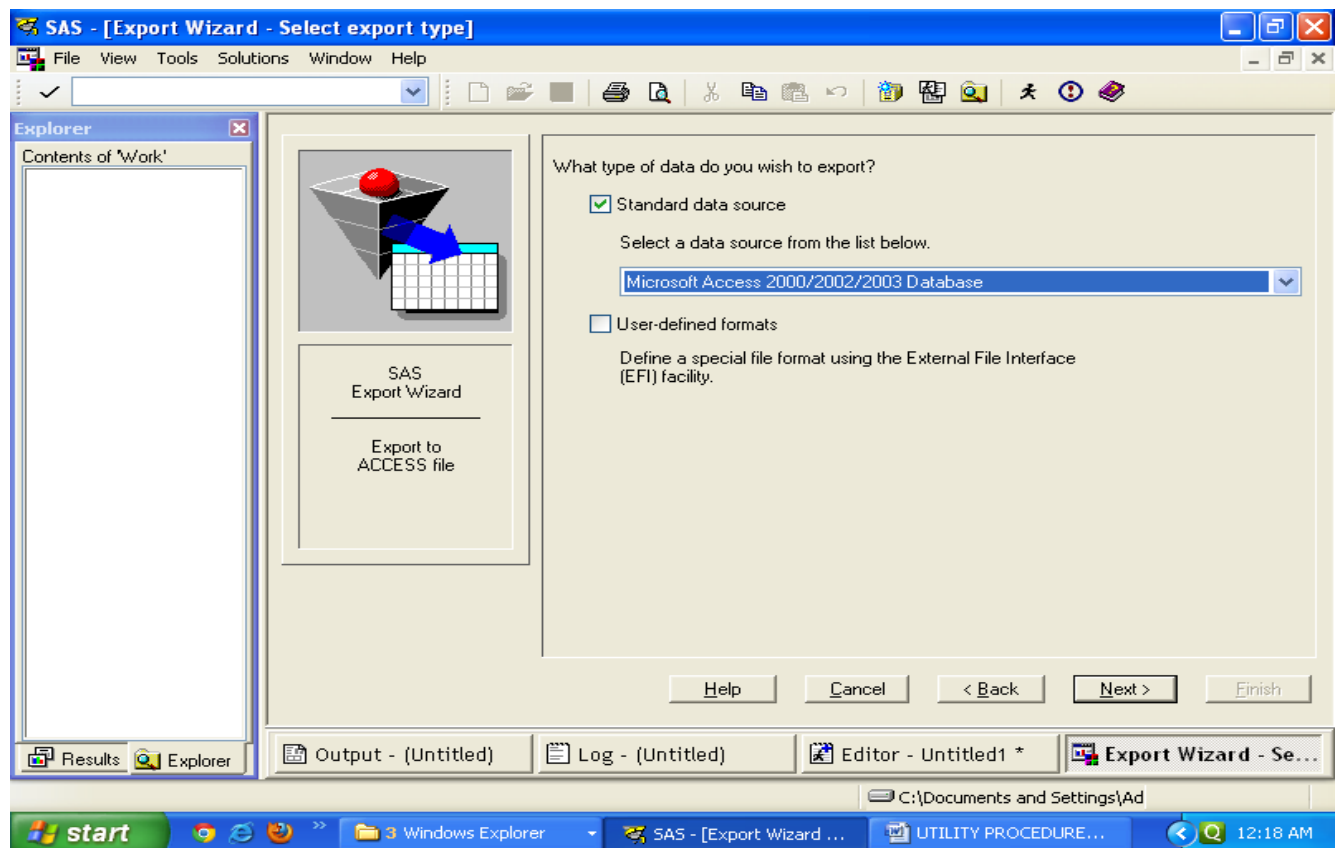 SAS - [Export Wizard - Select export type]
File View Tools Solutions Window Help
Explorer
Contents of 'Work'
What type of data do you wish to export?
Standard data source
Select a data source from the list below.
Microsoft Access 2000/2002/2003 Database
User-defined formats
Define a special file format using the External File Interface
(EFI) facility.
SAS
Export Wizard
Export to
ACCESS file
Help Cancel < Back Next > Finish
Results Explorer
Output - (Untitled) Log - (Untitled) Editor - Untitled1 * Export Wizard - Se...
C:\Documents and Settings\Ad
start 3 Windows Explorer SAS - [Export Wizard ... UTILITY PROCEDURE... 12:18 AM